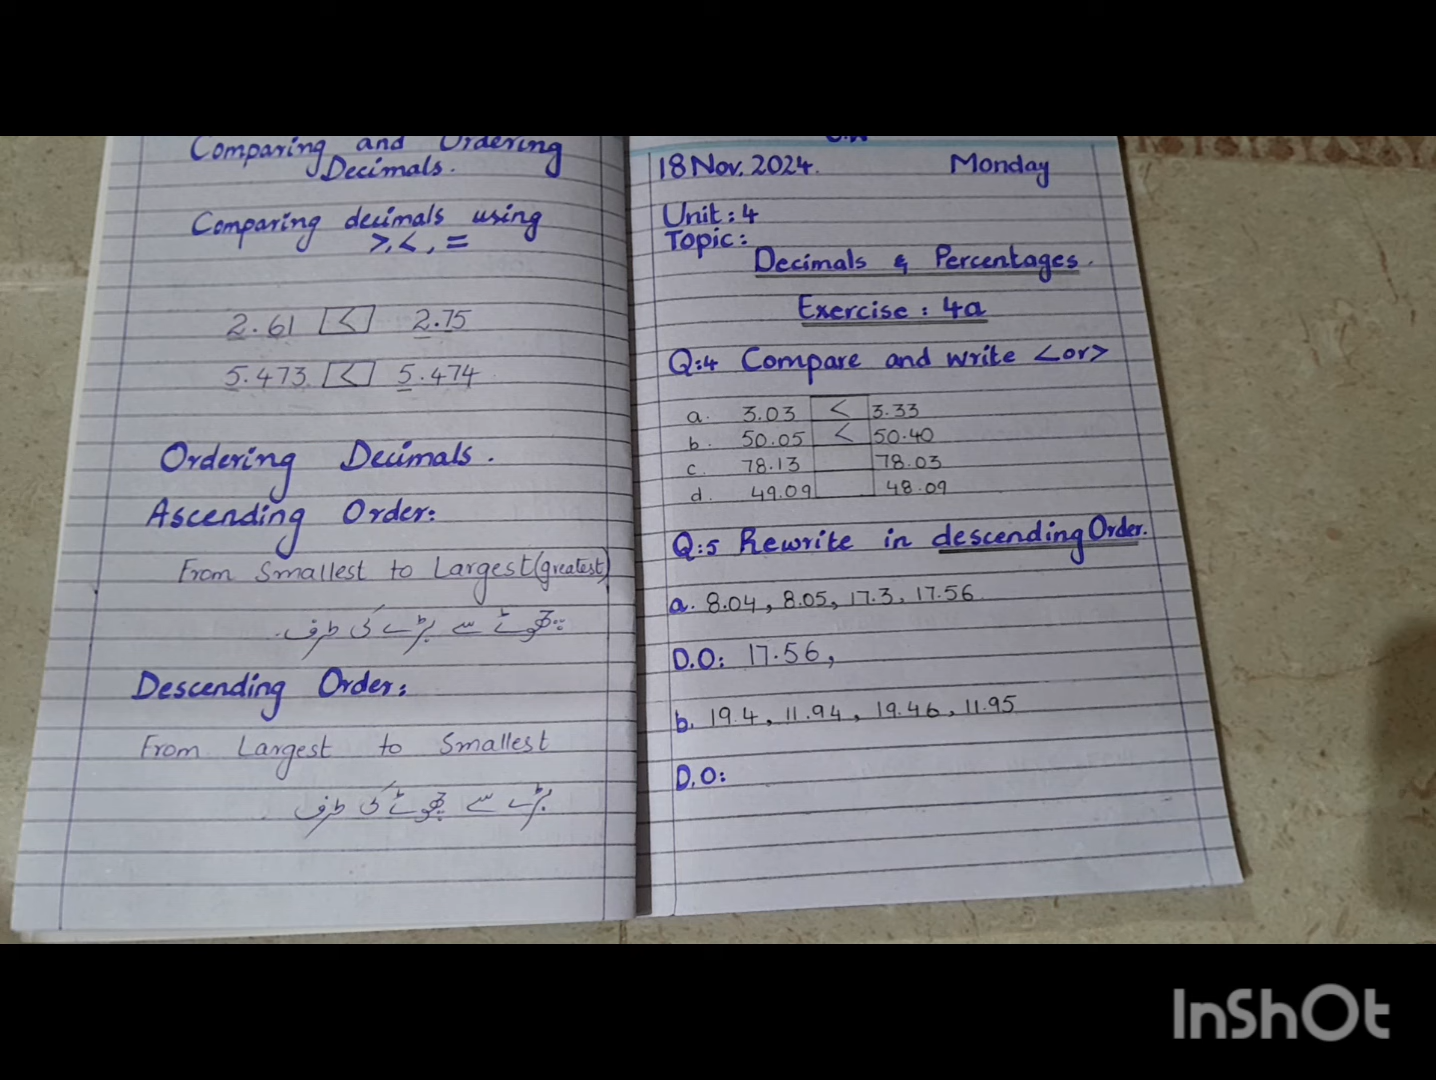 Comparing and Ordering
Decimals.
Comparing decimals using
>, <, =
2.61 < 2.75
5.473 < 5.474
Ordering Decimals.
Ascending Order:
From Smallest to Largest(greatest)
چھوٹے سے بڑے کی طرف۔
Descending Order:
From Largest to Smallest
بڑے سے چھوٹے کی طرف
C.W
18 Nov. 2024. Monday
Unit: 4
Topic:
Decimals & Percentages.
Exercise: 4a
Q:4 Compare and write <or>
a. 3.03 < 3.33
b. 50.05 < 50.40
c. 78.13 78.03
d. 49.09 48.09
Q:5 Rewrite in descending Order.
a. 8.04, 8.05, 17.3, 17.56
D.O: 17.56,
b. 19.4, 11.94, 19.46, 11.95
D.O:
InShOt